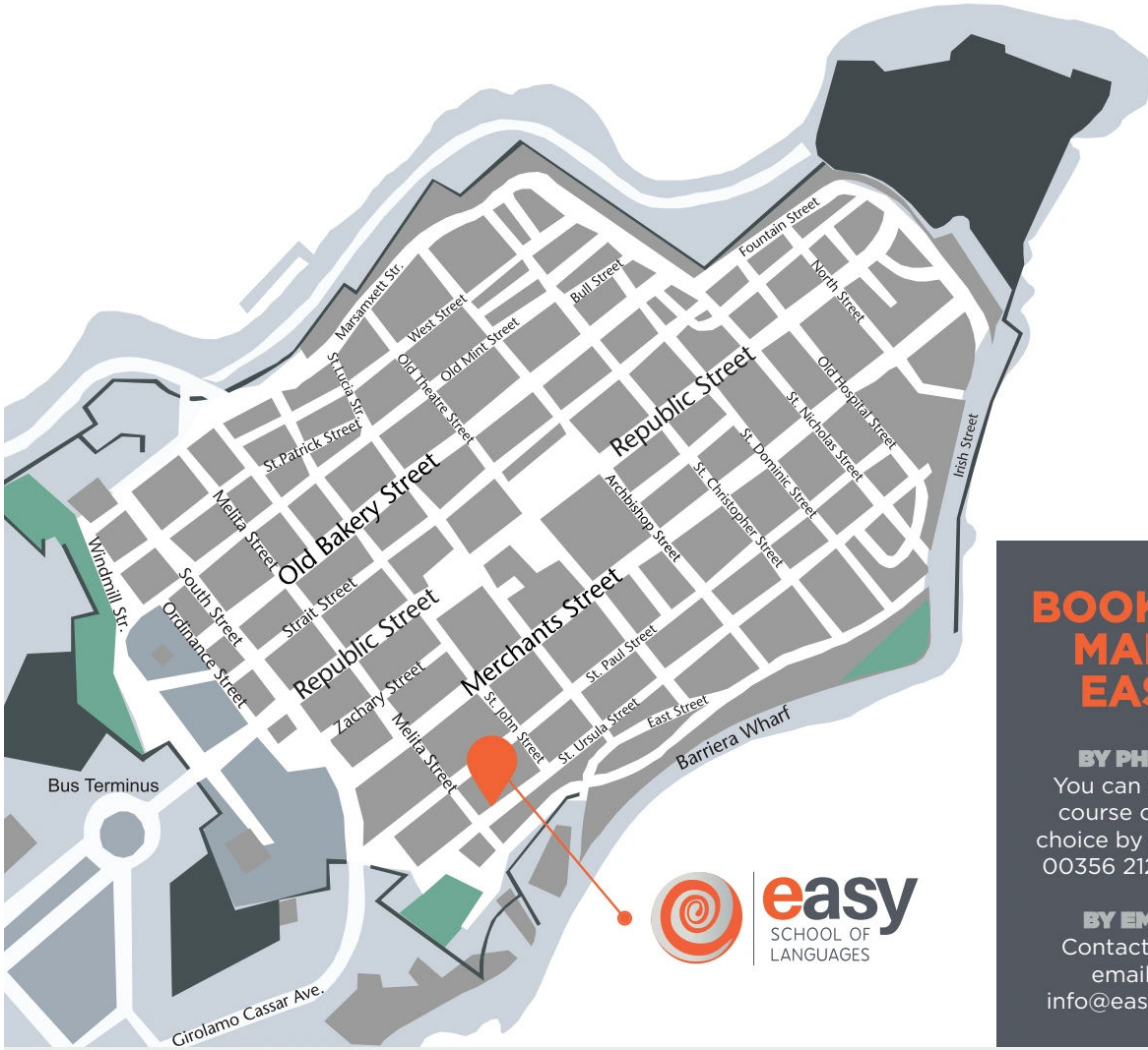 Fountain Street
North Street
Bull Street
Marsamxett Str.
West Street
Old Mint Street
St. Lucia Str.
Old Theatre Street
Republic Street
Old Hospital Street
St. Nicholas Street
Irish Street
St.Patrick Street
St. Dominic Street
Old Bakery Street
St. Christopher Street
Archbishop Street
Melita Street
Windmill Str.
South Street
Ordinance Street
Strait Street
Republic Street
Merchants Street
Zachary Street
St. Paul Street
Melita Street
St. John Street
St. Ursula Street
East Street
Barriera Wharf
Bus Terminus
Girolamo Cassar Ave.
easy
SCHOOL OF
LANGUAGES
BOOK
MA
EAS
BY PH
You can
course o
choice by
00356 212
BY EM
Contact
email
info@eas